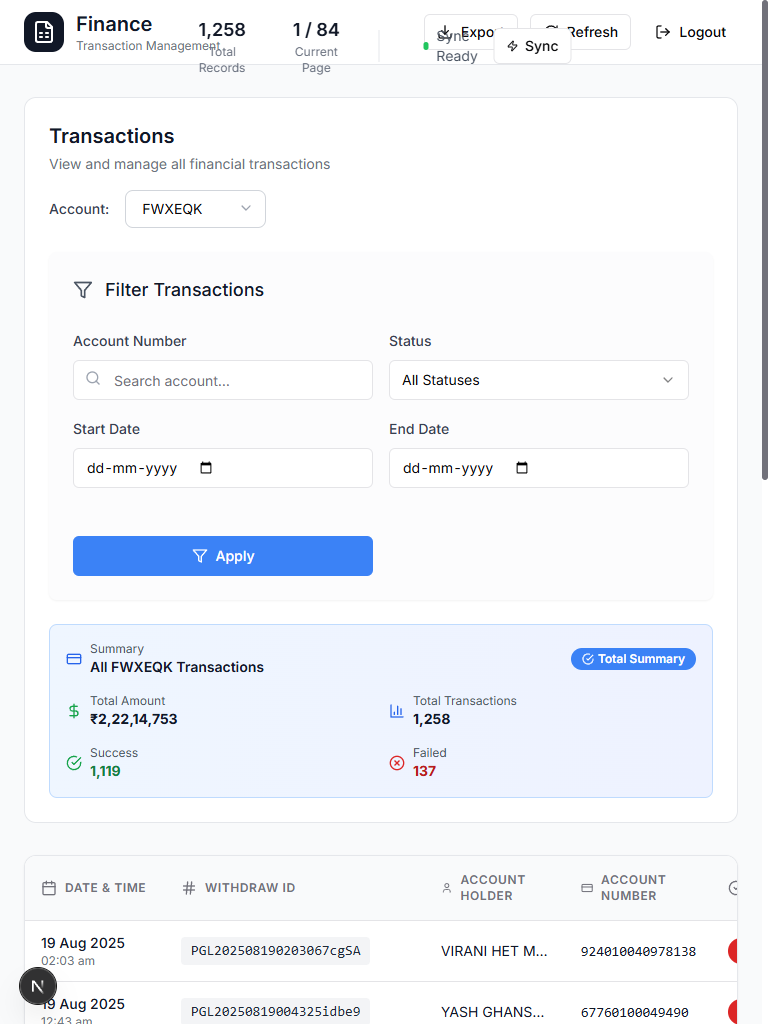 Finance
Transaction Management
1,258
Total
Records
1 / 84
Current
Page
Sync
Ready
Export
Sync
Refresh
Logout
Transactions
View and manage all financial transactions
Account:
FWXEQK
Filter Transactions
Account Number
Status
Search account...
All Statuses
Start Date
End Date
dd-mm-yyyy
dd-mm-yyyy
Apply
Summary
All FWXEQK Transactions
Total Summary
Total Amount
₹2,22,14,753
Total Transactions
1,258
Success
1,119
Failed
137
DATE & TIME
WITHDRAW ID
ACCOUNT
HOLDER
ACCOUNT
NUMBER
19 Aug 2025
02:03 am
PGL202508190203067cgSA
VIRANI HET M...
924010040978138
19 Aug 2025
12:43 am
PGL20250819004325idbe9
YASH GHANS...
67760100049490
N